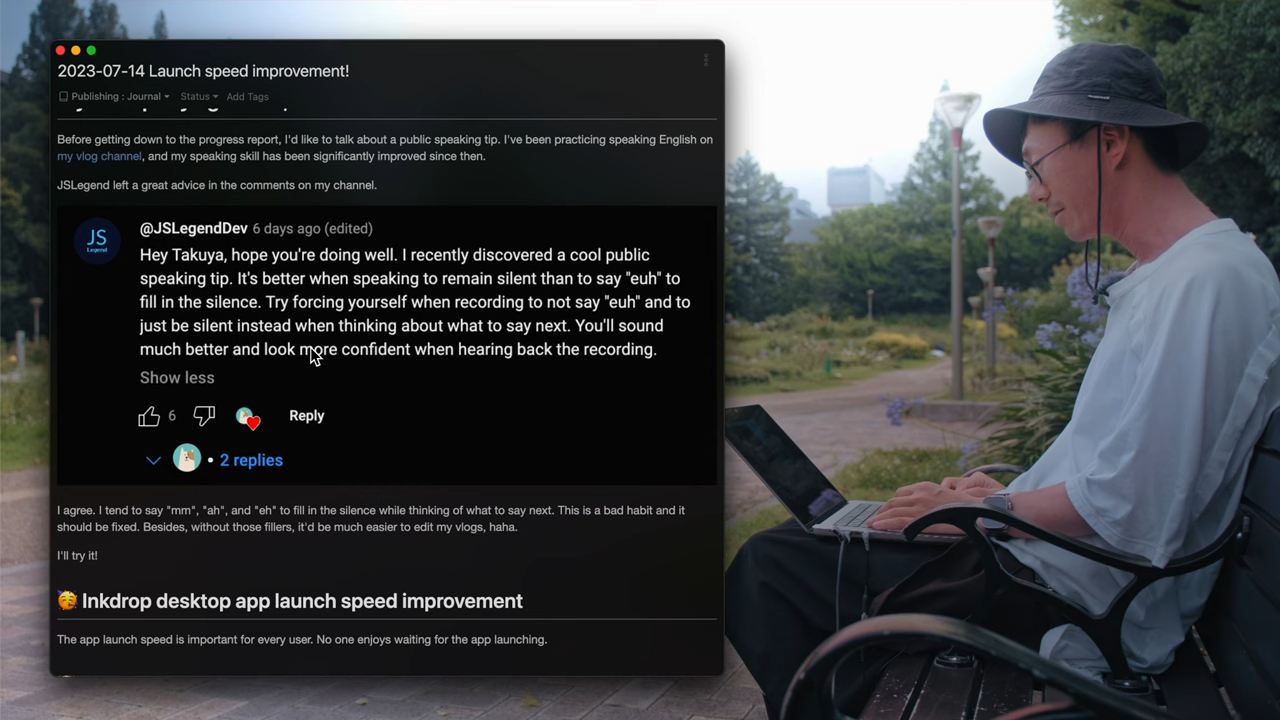 2023-07-14 Launch speed improvement!
Publishing : Journal
Status
Add Tags
Before getting down to the progress report, I'd like to talk about a public speaking tip. I've been practicing speaking English on
my vlog channel, and my speaking skill has been significantly improved since then.
JSLegend left a great advice in the comments on my channel.
JS
Legend
@JSLegendDev 6 days ago (edited)
Hey Takuya, hope you're doing well. I recently discovered a cool public
speaking tip. It's better when speaking to remain silent than to say "euh" to
fill in the silence. Try forcing yourself when recording to not say "euh" and to
just be silent instead when thinking about what to say next. You'll sound
much better and look more confident when hearing back the recording.
Show less
6
Reply
• 2 replies
I agree. I tend to say "mm", "ah", and "eh" to fill in the silence while thinking of what to say next. This is a bad habit and it
should be fixed. Besides, without those fillers, it'd be much easier to edit my vlogs, haha.
I'll try it!
🥳 Inkdrop desktop app launch speed improvement
The app launch speed is important for every user. No one enjoys waiting for the app launching.